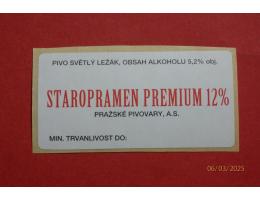 PIVO SVĚTLÝ LEŽÁK, OBSAH ALKOHOLU 5,2% obj.
STAROPRAMEN PREMIUM 12%
PRAŽSKÉ PIVOVARY, A.S.
MIN. TRVANLIVOST DO:
06/03/2025